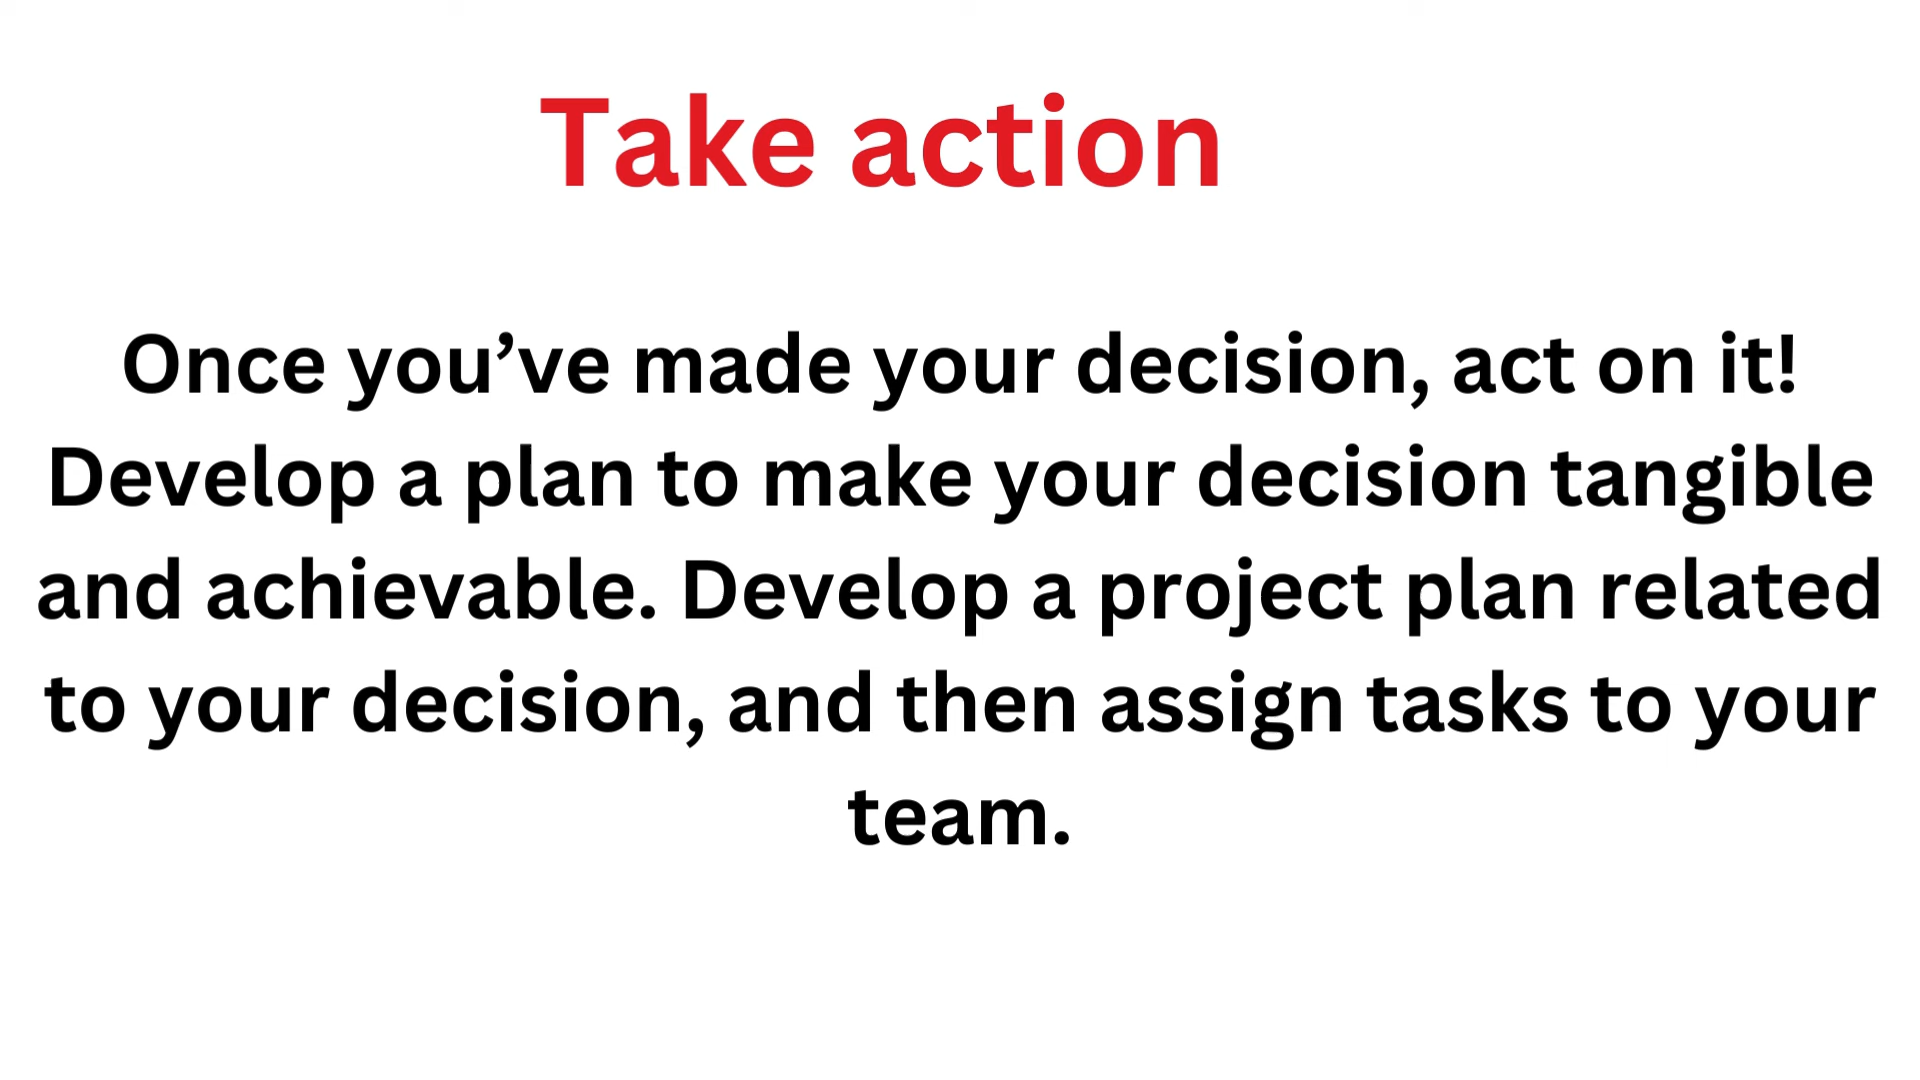 Take action
Once you’ve made your decision, act on it!
Develop a plan to make your decision tangible
and achievable. Develop a project plan related
to your decision, and then assign tasks to your
team.